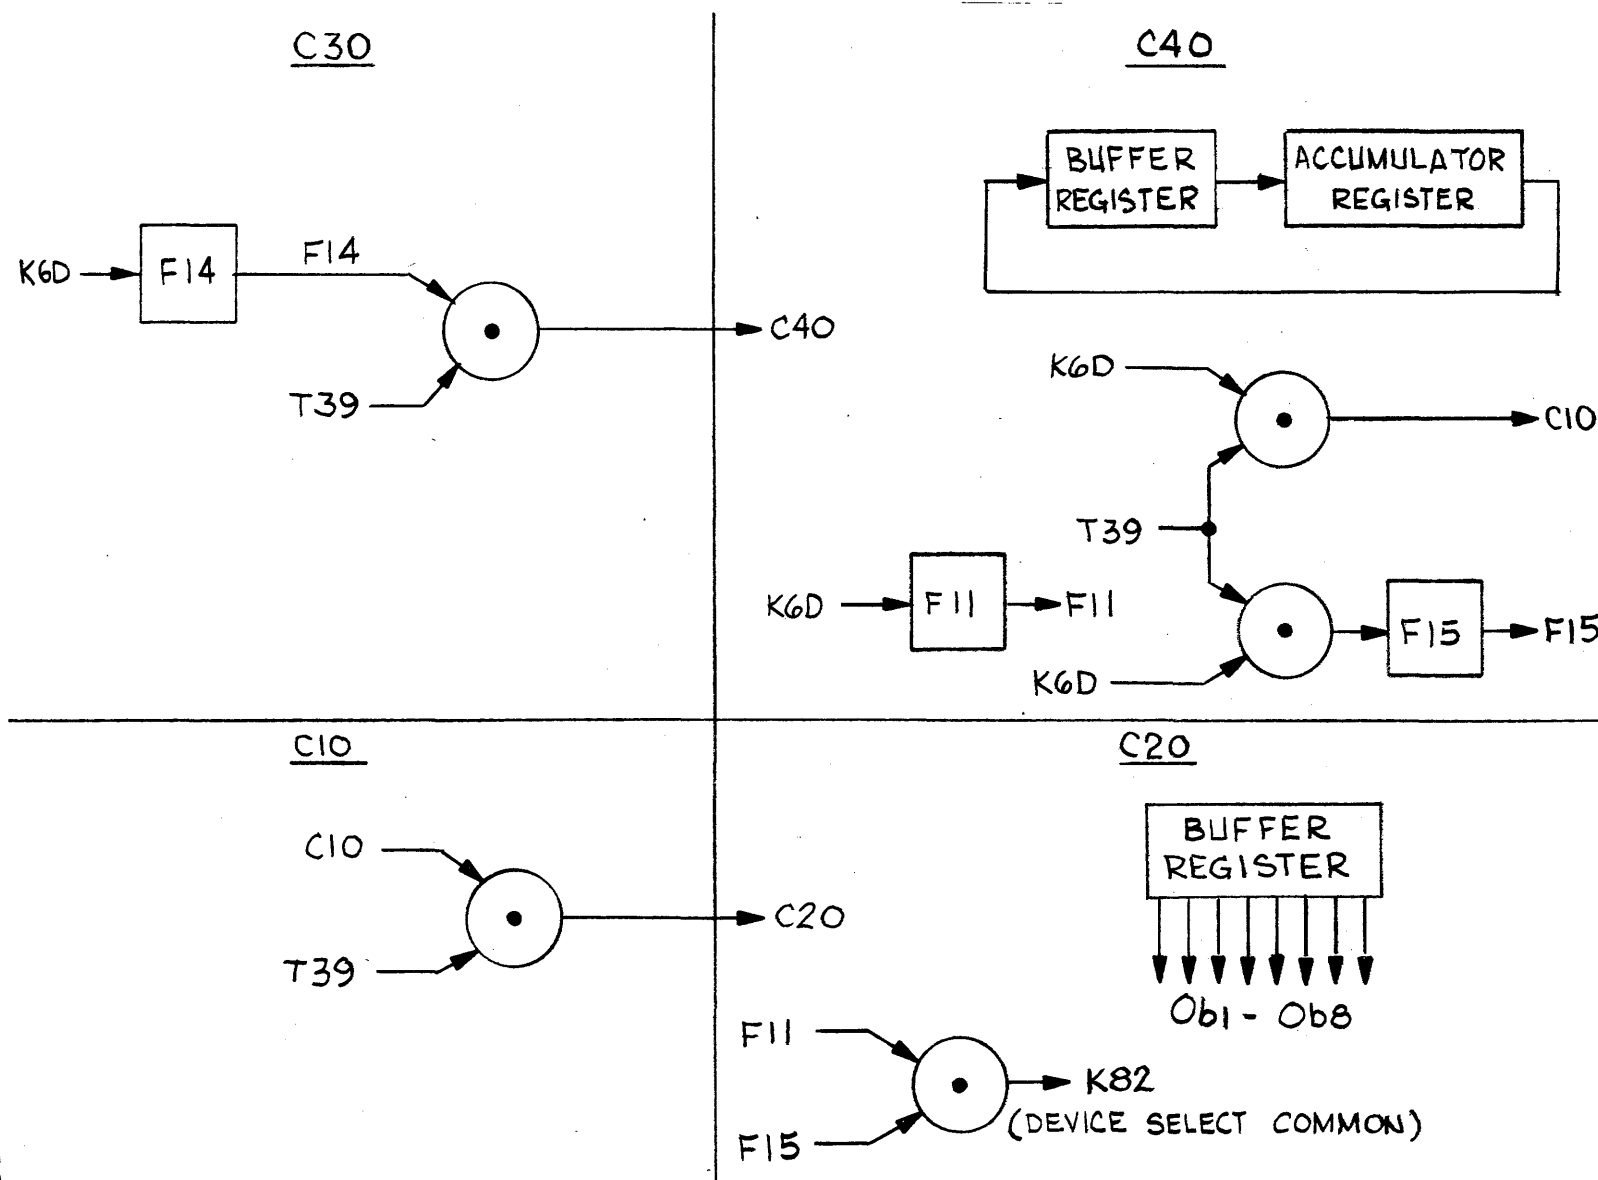 C30
K6D
F14
F14
T39
C40
C40
BUFFER
REGISTER
ACCUMULATOR
REGISTER
K6D
C10
T39
K6D
F11
F11
K6D
F15
F15
C10
C10
T39
C20
C20
BUFFER
REGISTER
Ob1 - Ob8
F11
F15
K82
(DEVICE SELECT COMMON)